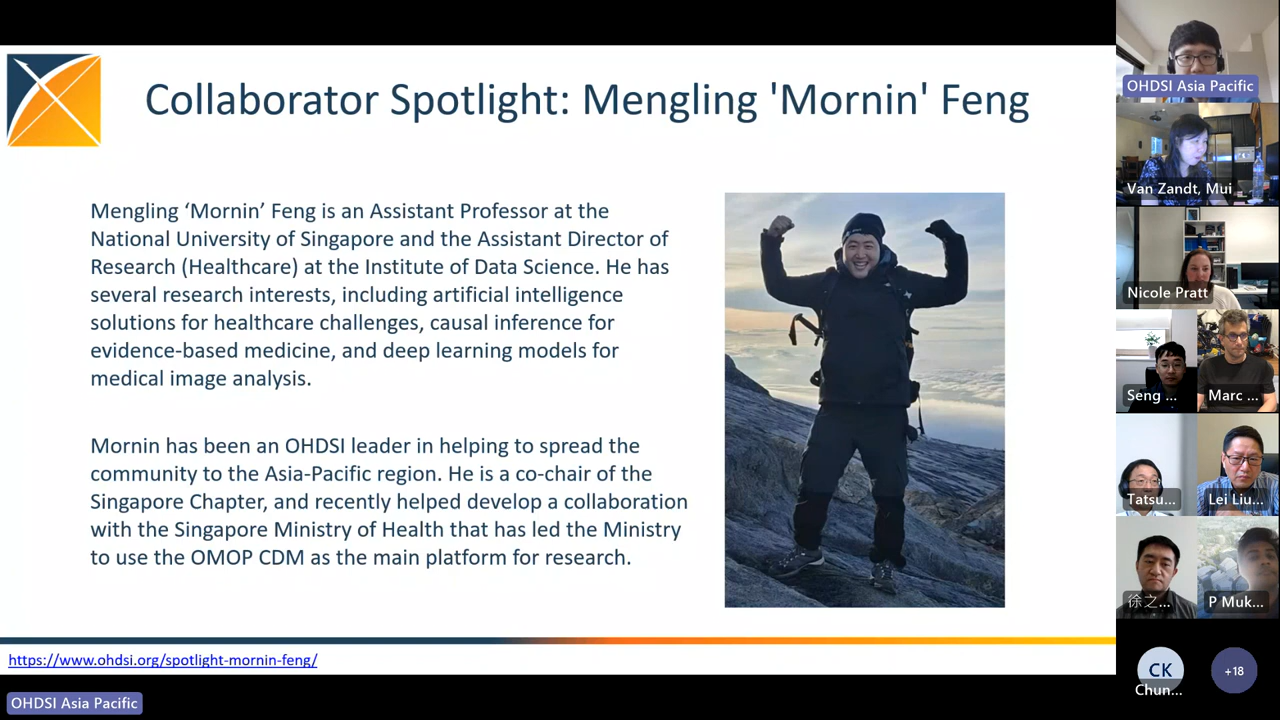 Collaborator Spotlight: Mengling 'Mornin' Feng
Mengling ‘Mornin’ Feng is an Assistant Professor at the
National University of Singapore and the Assistant Director of
Research (Healthcare) at the Institute of Data Science. He has
several research interests, including artificial intelligence
solutions for healthcare challenges, causal inference for
evidence-based medicine, and deep learning models for
medical image analysis.
Mornin has been an OHDSI leader in helping to spread the
community to the Asia-Pacific region. He is a co-chair of the
Singapore Chapter, and recently helped develop a collaboration
with the Singapore Ministry of Health that has led the Ministry
to use the OMOP CDM as the main platform for research.
https://www.ohdsi.org/spotlight-mornin-feng/
OHDSI Asia Pacific
OHDSI Asia Pacific
Van Zandt, Mui
Nicole Pratt
Seng ...
Marc ...
Tatsu...
Lei Liu...
徐之...
P Muk...
CK
Chun...
+18